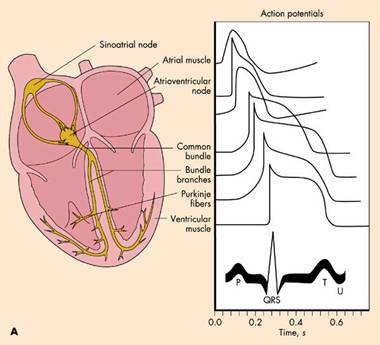 Action potentials
Sinoatrial node
Atrial muscle
Atrioventricular
node
Common
bundle
Bundle
branches
Purkinje
fibers
Ventricular
muscle
P
QRS
T
U
0.0
0.2
0.4
0.6
Time, s
A